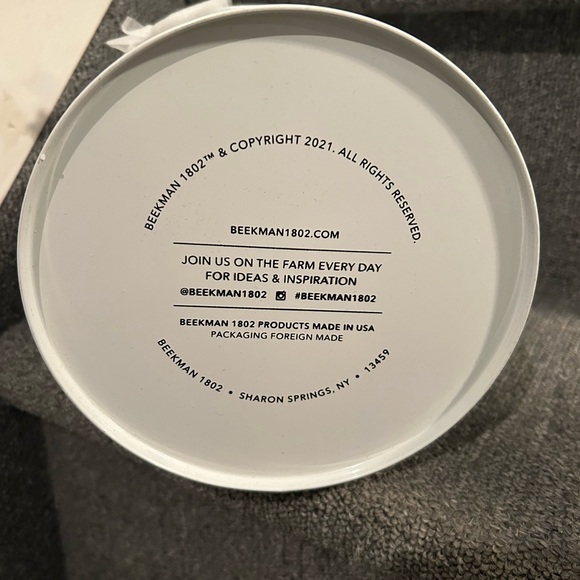 BEEKMAN 1802™ & COPYRIGHT 2021. ALL RIGHTS RESERVED.
BEEKMAN1802.COM
JOIN US ON THE FARM EVERY DAY
FOR IDEAS & INSPIRATION
@BEEKMAN1802 #BEEKMAN1802
BEEKMAN 1802 PRODUCTS MADE IN USA
PACKAGING FOREIGN MADE
BEEKMAN 1802 • SHARON SPRINGS, NY • 13459